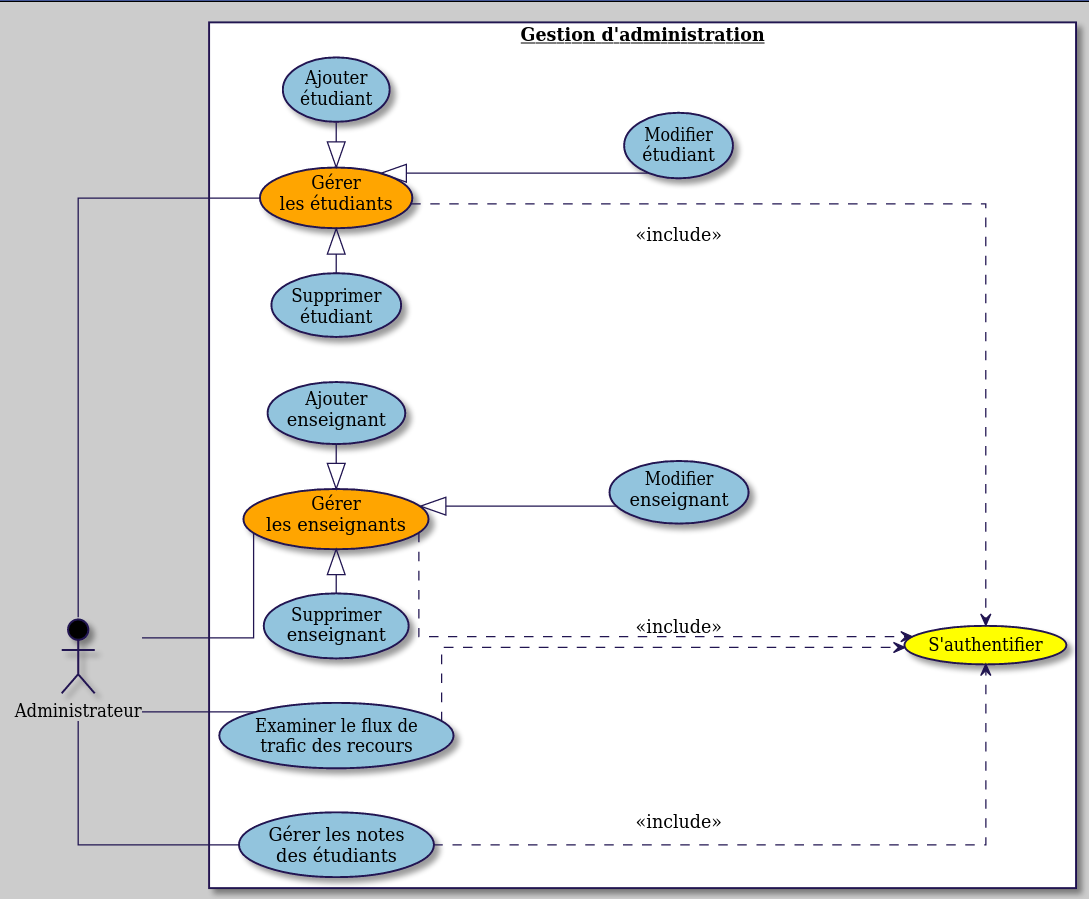 Gestion d'administration
Ajouter
étudiant
Modifier
étudiant
Gérer
les étudiants
«include»
Supprimer
étudiant
Ajouter
enseignant
Modifier
enseignant
Gérer
les enseignants
Supprimer
enseignant
«include»
S'authentifier
Administrateur
Examiner le flux de
trafic des recours
«include»
Gérer les notes
des étudiants